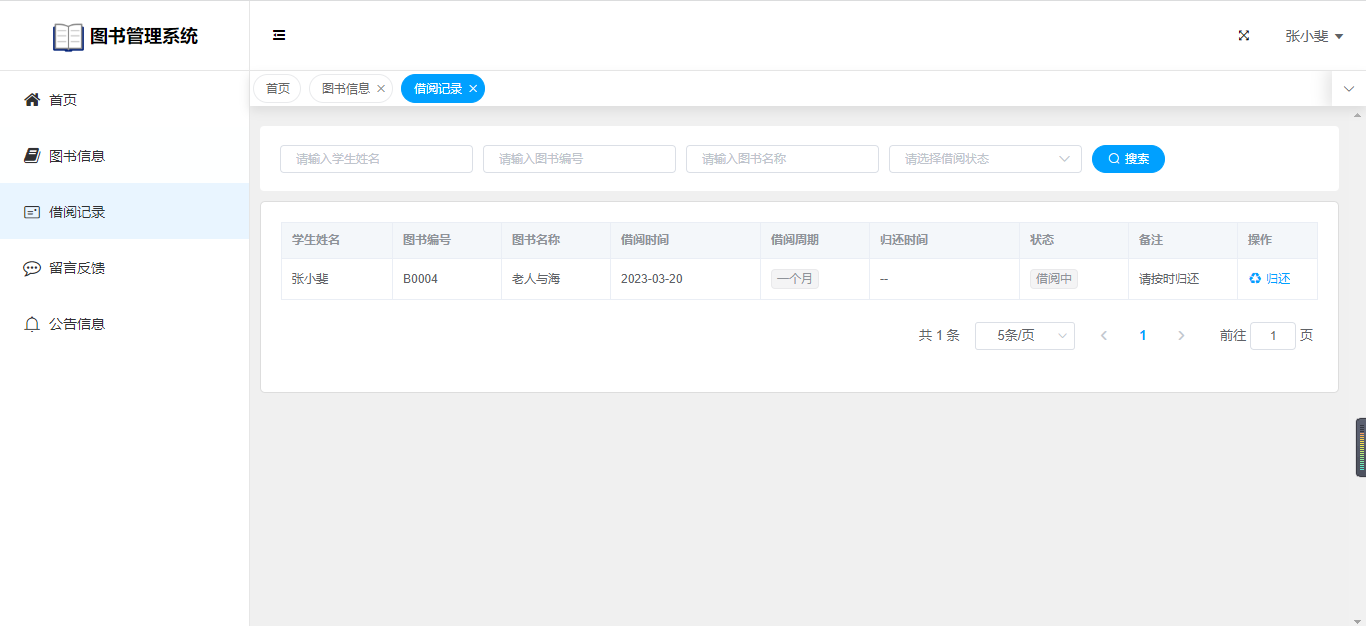 图书管理系统
张小斐
首页
图书信息
借阅记录
留言反馈
公告信息
首页 图书信息 借阅记录
请输入学生姓名 请输入图书编号 请输入图书名称 请选择借阅状态 搜索
学生姓名 图书编号 图书名称 借阅时间 借阅周期 归还时间 状态 备注 操作
张小斐 B0004 老人与海 2023-03-20 一个月 -- 借阅中 请按时归还 归还
共 1 条 5条/页 1 前往 1 页